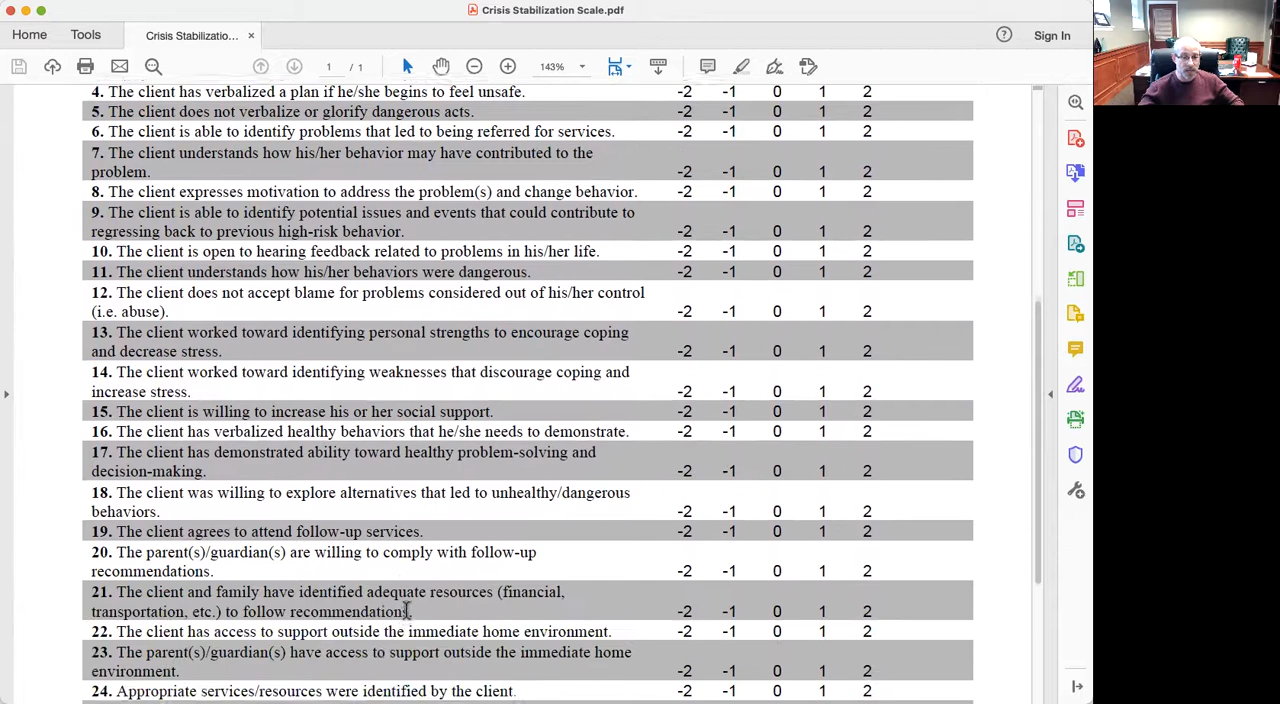 Crisis Stabilization Scale.pdf
Home Tools Crisis Stabilizatio... × Sign In
1 / 1 143%
4. The client has verbalized a plan if he/she begins to feel unsafe. -2 -1 0 1 2
5. The client does not verbalize or glorify dangerous acts. -2 -1 0 1 2
6. The client is able to identify problems that led to being referred for services. -2 -1 0 1 2
7. The client understands how his/her behavior may have contributed to the
problem. -2 -1 0 1 2
8. The client expresses motivation to address the problem(s) and change behavior. -2 -1 0 1 2
9. The client is able to identify potential issues and events that could contribute to
regressing back to previous high-risk behavior. -2 -1 0 1 2
10. The client is open to hearing feedback related to problems in his/her life. -2 -1 0 1 2
11. The client understands how his/her behaviors were dangerous. -2 -1 0 1 2
12. The client does not accept blame for problems considered out of his/her control
(i.e. abuse). -2 -1 0 1 2
13. The client worked toward identifying personal strengths to encourage coping
and decrease stress. -2 -1 0 1 2
14. The client worked toward identifying weaknesses that discourage coping and
increase stress. -2 -1 0 1 2
15. The client is willing to increase his or her social support. -2 -1 0 1 2
16. The client has verbalized healthy behaviors that he/she needs to demonstrate. -2 -1 0 1 2
17. The client has demonstrated ability toward healthy problem-solving and
decision-making. -2 -1 0 1 2
18. The client was willing to explore alternatives that led to unhealthy/dangerous
behaviors. -2 -1 0 1 2
19. The client agrees to attend follow-up services. -2 -1 0 1 2
20. The parent(s)/guardian(s) are willing to comply with follow-up
recommendations. -2 -1 0 1 2
21. The client and family have identified adequate resources (financial,
transportation, etc.) to follow recommendations. -2 -1 0 1 2
22. The client has access to support outside the immediate home environment. -2 -1 0 1 2
23. The parent(s)/guardian(s) have access to support outside the immediate home
environment. -2 -1 0 1 2
24. Appropriate services/resources were identified by the client. -2 -1 0 1 2